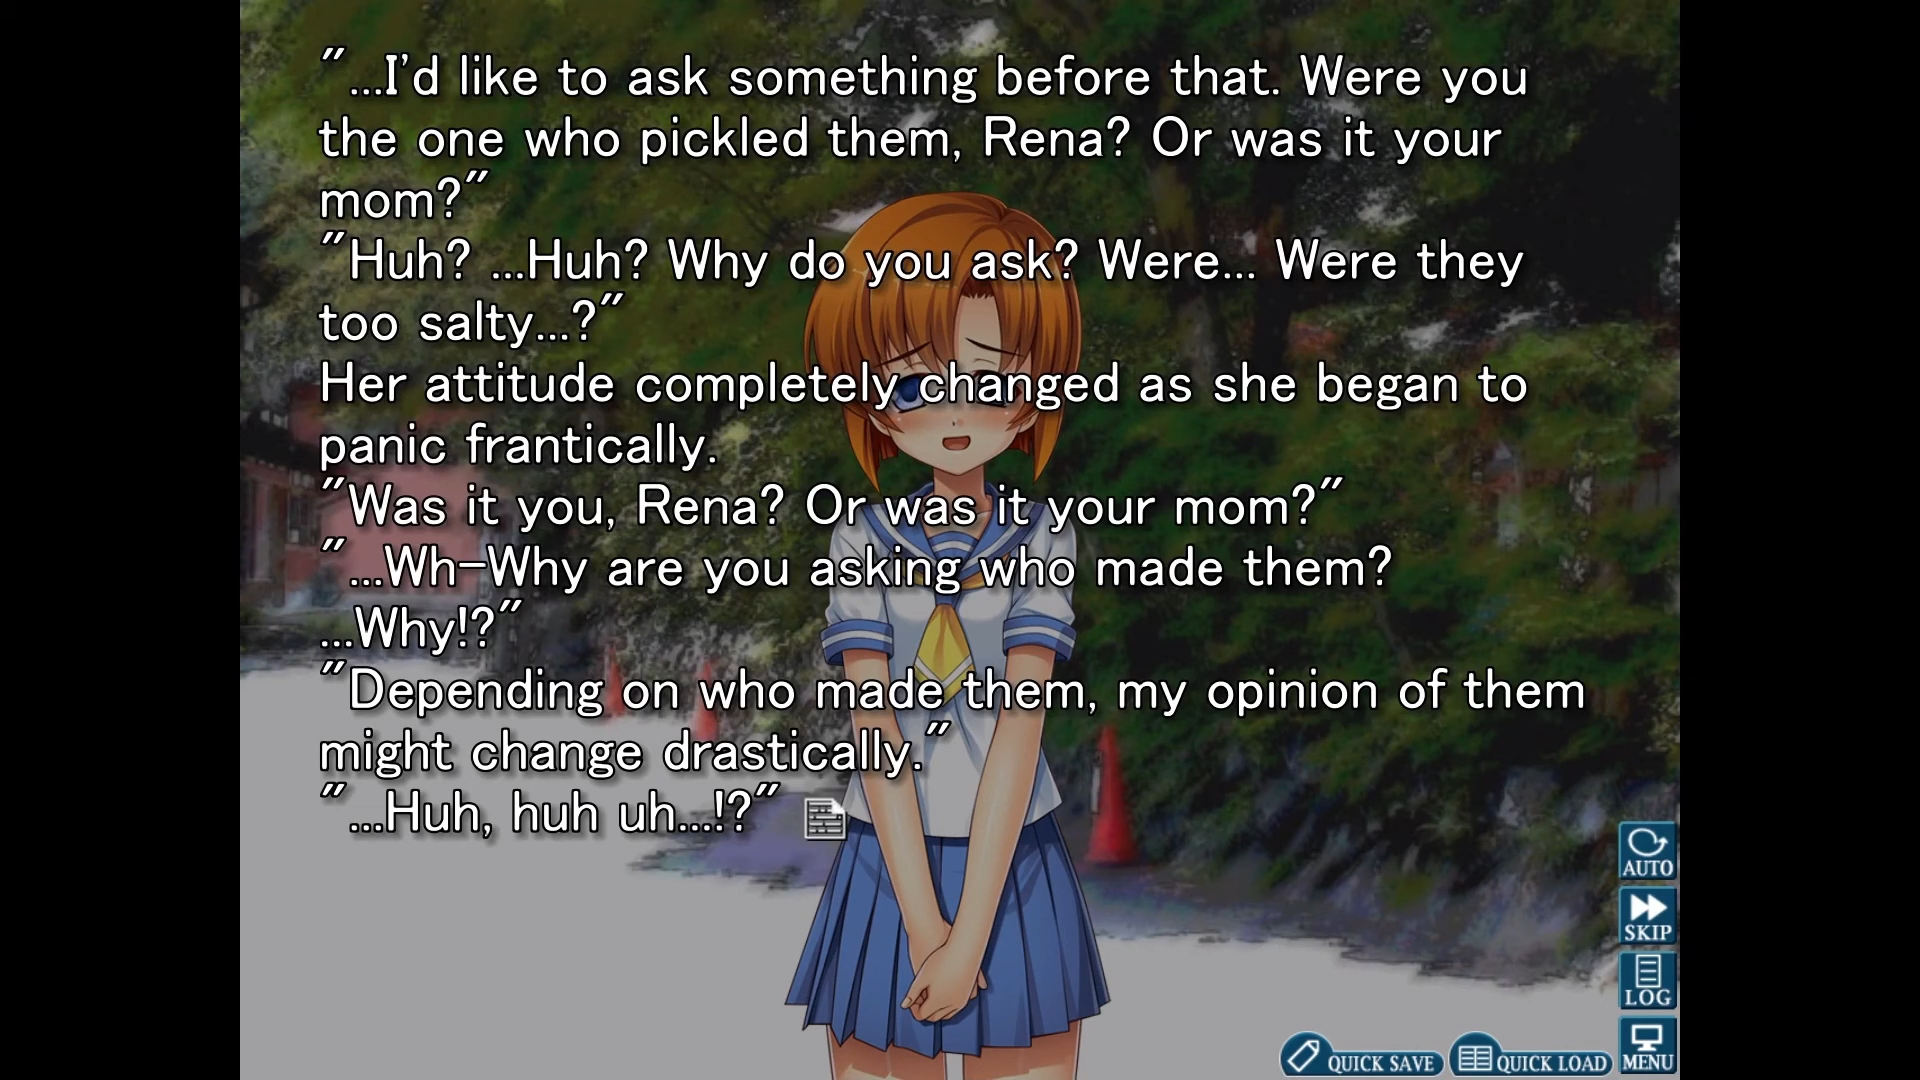 "...I'd like to ask something before that. Were you
the one who pickled them, Rena? Or was it your
mom?"
"Huh? ...Huh? Why do you ask? Were... Were they
too salty...?"
Her attitude completely changed as she began to
panic frantically.
"Was it you, Rena? Or was it your mom?"
"...Wh-Why are you asking who made them?
...Why!?"
"Depending on who made them, my opinion of them
might change drastically."
"...Huh, huh uh...!?"
AUTO
SKIP
LOG
QUICK SAVE
QUICK LOAD
MENU